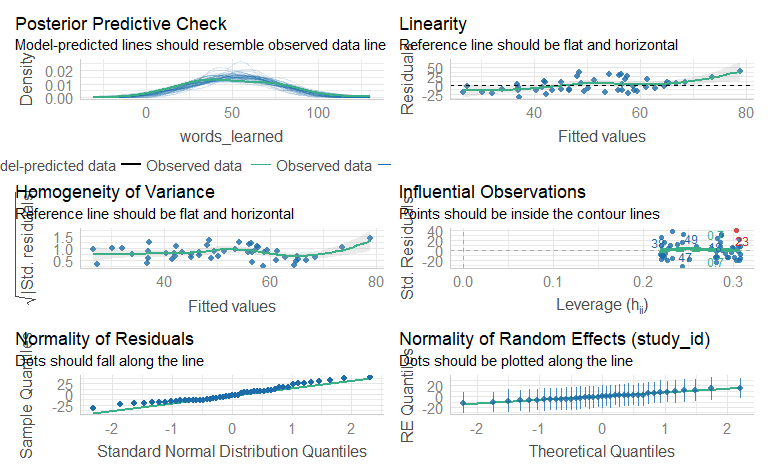 Posterior Predictive Check
Model-predicted lines should resemble observed data line
Density
0.02
0.01
0.00
0
50
100
words_learned
del-predicted data
Observed data
Observed data
Linearity
Reference line should be flat and horizontal
Residuals
50
25
0
-25
40
60
80
Fitted values
Homogeneity of Variance
Reference line should be flat and horizontal
√|Std. residuals|
1.5
1.0
0.5
40
60
80
Fitted values
Influential Observations
Points should be inside the contour lines
Std. Residuals
40
20
0
-20
49
47
23
0.7
0.7
0.0
0.1
0.2
0.3
Leverage (hii)
Normality of Residuals
Dots should fall along the line
Sample Quantiles
25
0
-25
-2
-1
0
1
2
Standard Normal Distribution Quantiles
Normality of Random Effects (study_id)
Dots should be plotted along the line
RE Quantiles
20
0
-20
-2
-1
0
1
2
Theoretical Quantiles